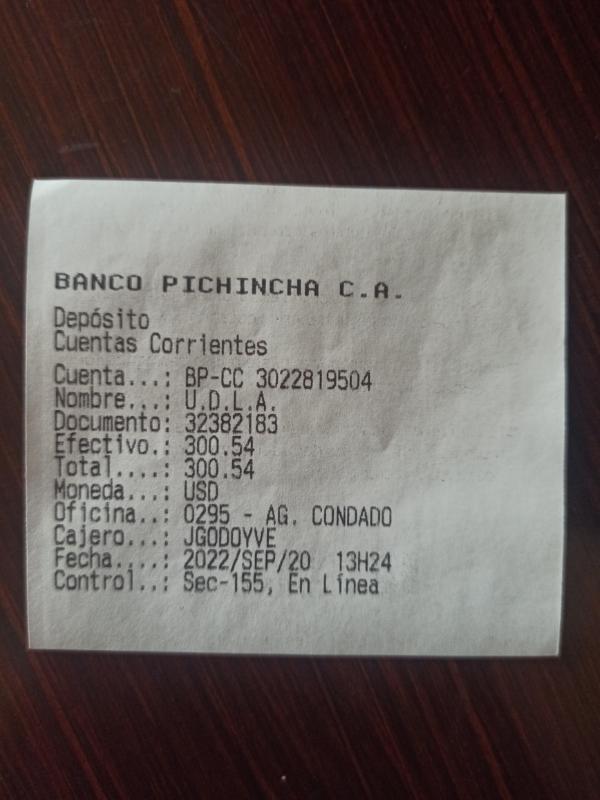 BANCO PICHINCHA C.A.
Depósito
Cuentas Corrientes
Cuenta...: BP-CC 3022819504
Nombre...: U.D.L.A.
Documento: 32382183
Efectivo.: 300.54
Total....: 300.54
Moneda...: USD
Oficina..: 0295 - AG. CONDADO
Cajero...: JGODOYVE
Fecha....: 2022/SEP/20 13H24
Control..: Sec-155, En Línea